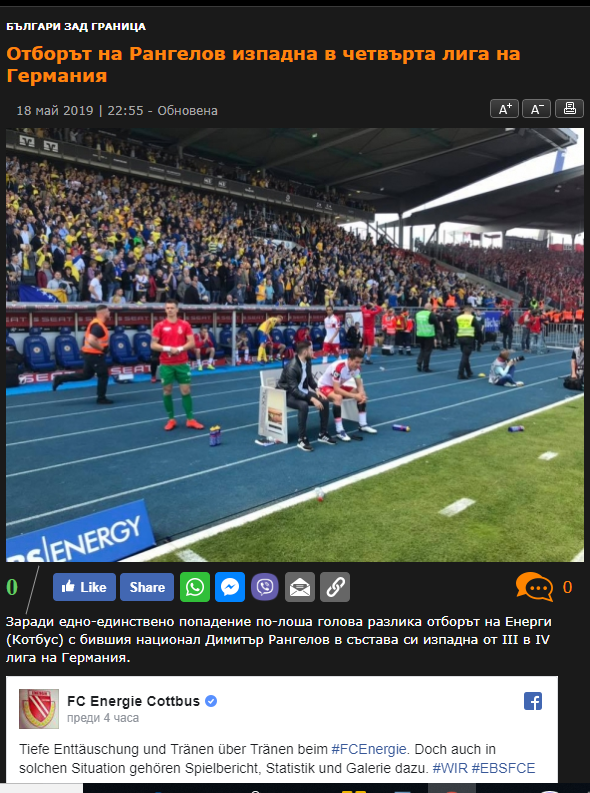 БЪЛГАРИ ЗАД ГРАНИЦА
Отборът на Рангелов изпадна в четвърта лига на
Германия
18 май 2019 | 22:55 - Обновена
A+
A−
SEAT
BS|ENERGY
0
Like
Share
0
Заради едно-единствено попадение по-лоша голова разлика отборът на Енерги
(Котбус) с бившия национал Димитър Рангелов в състава си изпадна от III в IV
лига на Германия.
FC Energie Cottbus
преди 4 часа
Tiefe Enttäuschung und Tränen über Tränen beim #FCEnergie. Doch auch in
solchen Situation gehören Spielbericht, Statistik und Galerie dazu. #WIR #EBSFCE